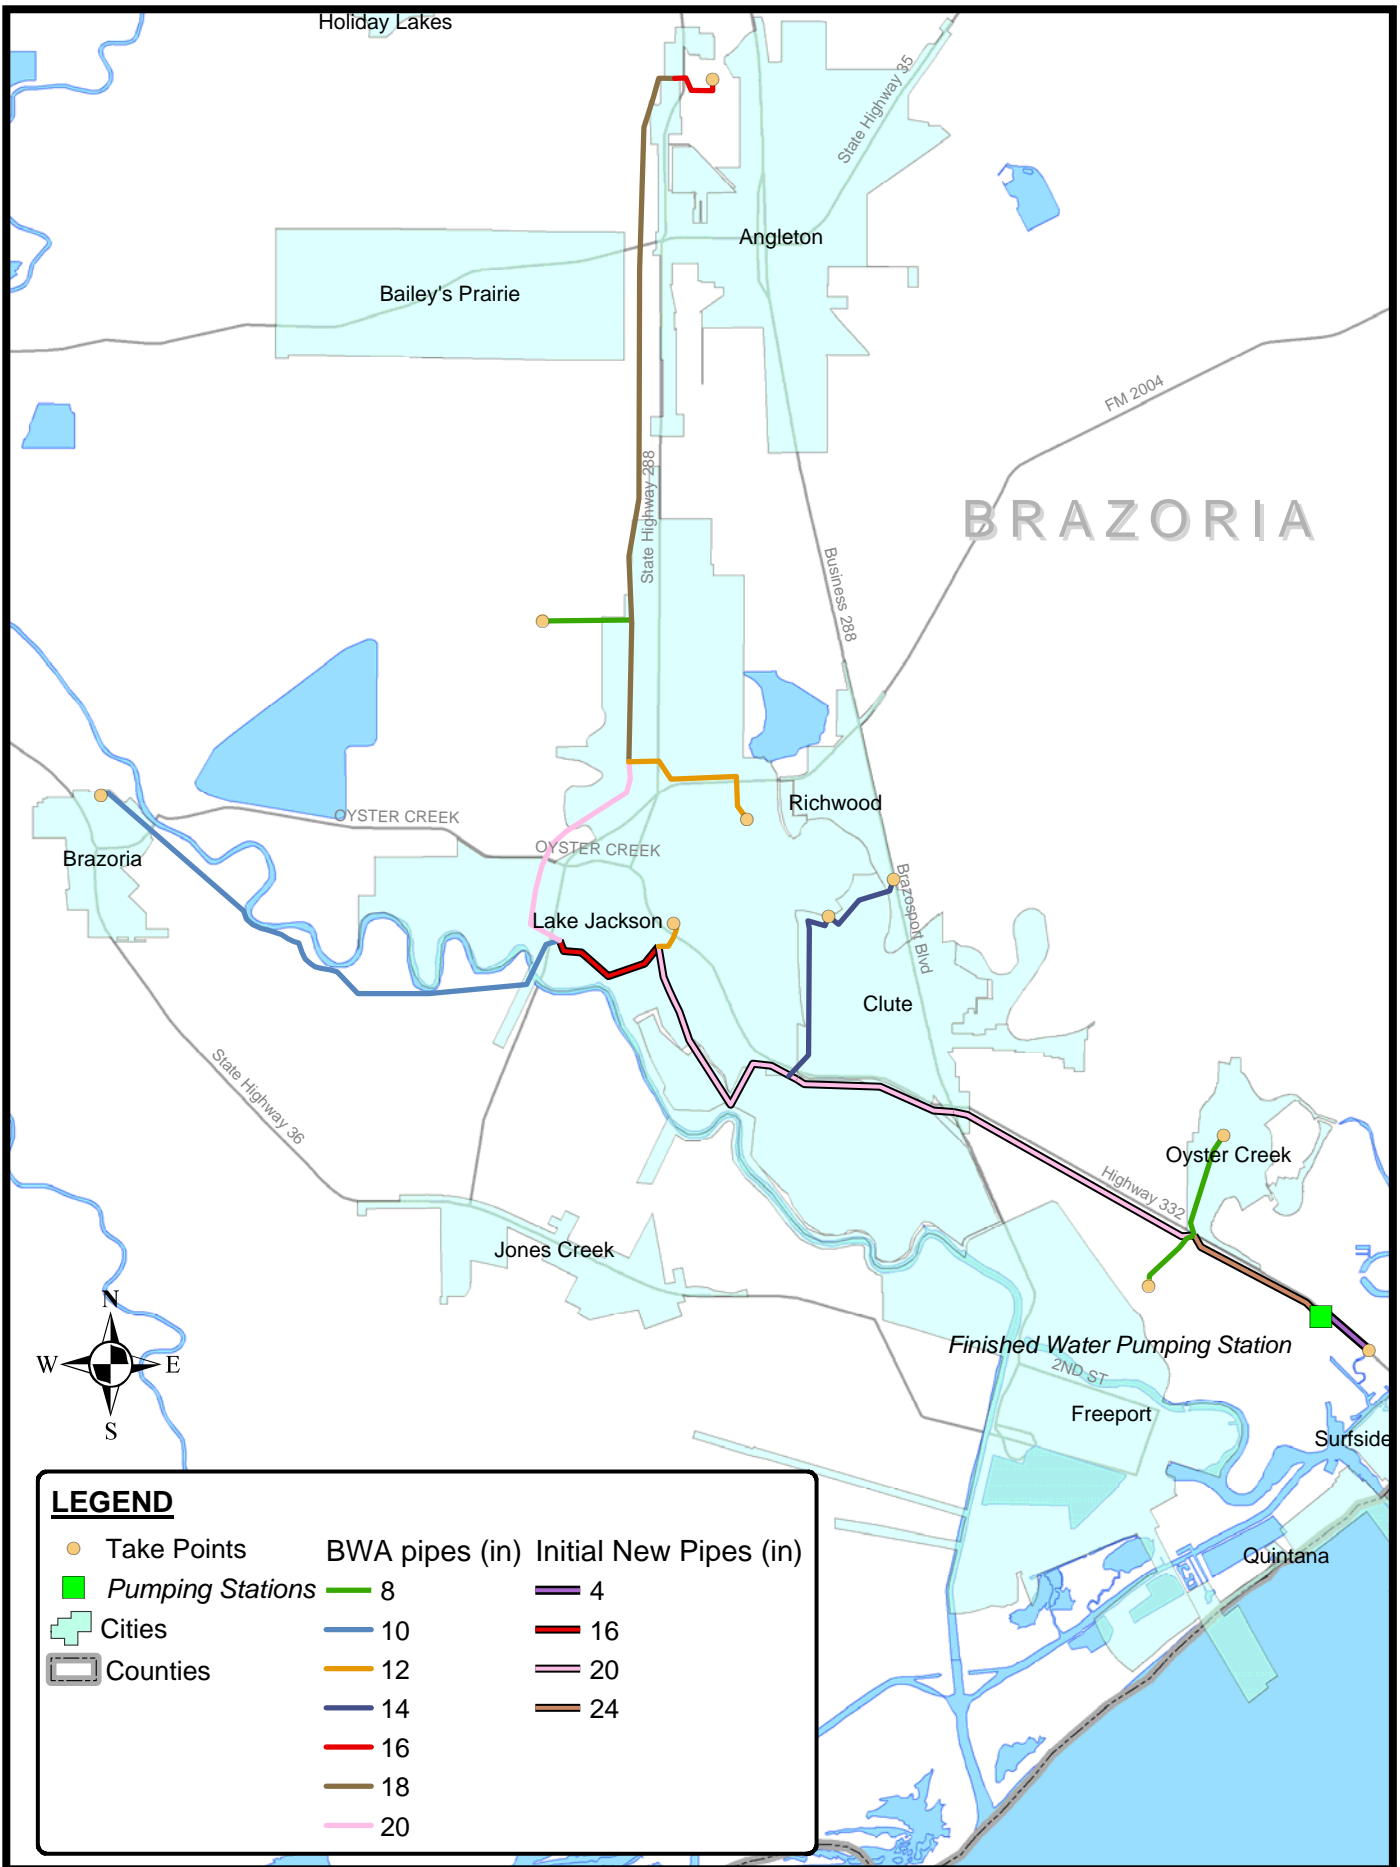 Holiday Lakes
State Highway 35
Angleton
Bailey's Prairie
FM 2004
State Highway 288
BRAZORIA
Business 288
Richwood
OYSTER CREEK
OYSTER CREEK
Brazoria
Brazosport Blvd
Lake Jackson
Clute
State Highway 36
Oyster Creek
Highway 332
Jones Creek
N
W E
S
Finished Water Pumping Station
2ND ST
Freeport
Surfside
Quintana
LEGEND
Take Points
Pumping Stations
Cities
Counties
BWA pipes (in)
8
10
12
14
16
18
20
Initial New Pipes (in)
4
16
20
24